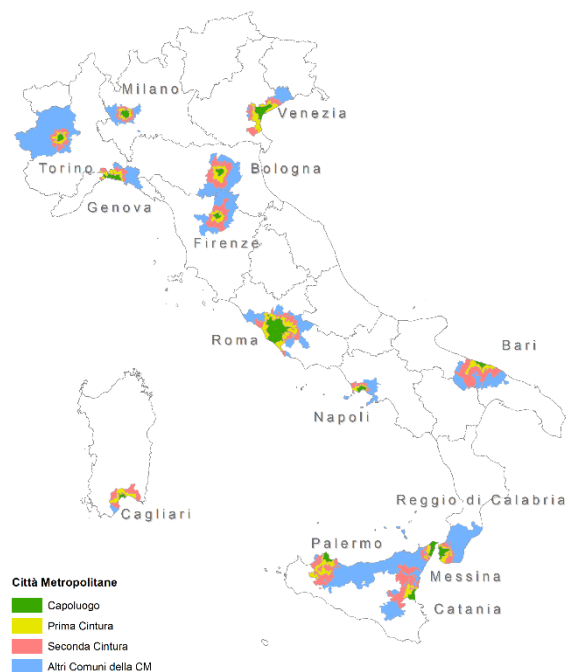 Milano
Venezia
Torino
Bologna
Genova
Firenze
Roma
Bari
Napoli
Reggio di Calabria
Cagliari
Palermo
Messina
Catania
Città Metropolitane
Capoluogo
Prima Cintura
Seconda Cintura
Altri Comuni della CM